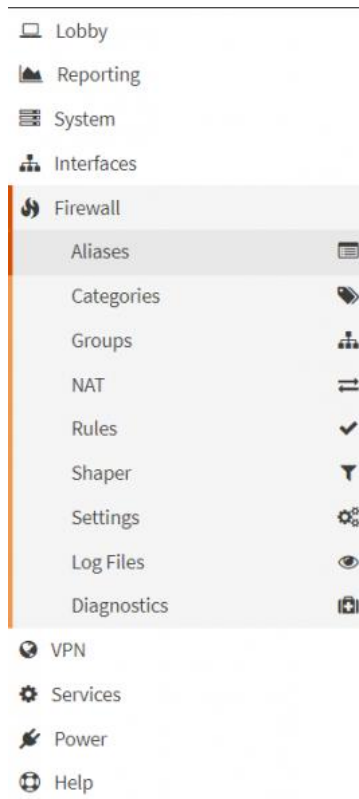 Lobby
Reporting
System
Interfaces
Firewall
Aliases
Categories
Groups
NAT
Rules
Shaper
Settings
Log Files
Diagnostics
VPN
Services
Power
Help